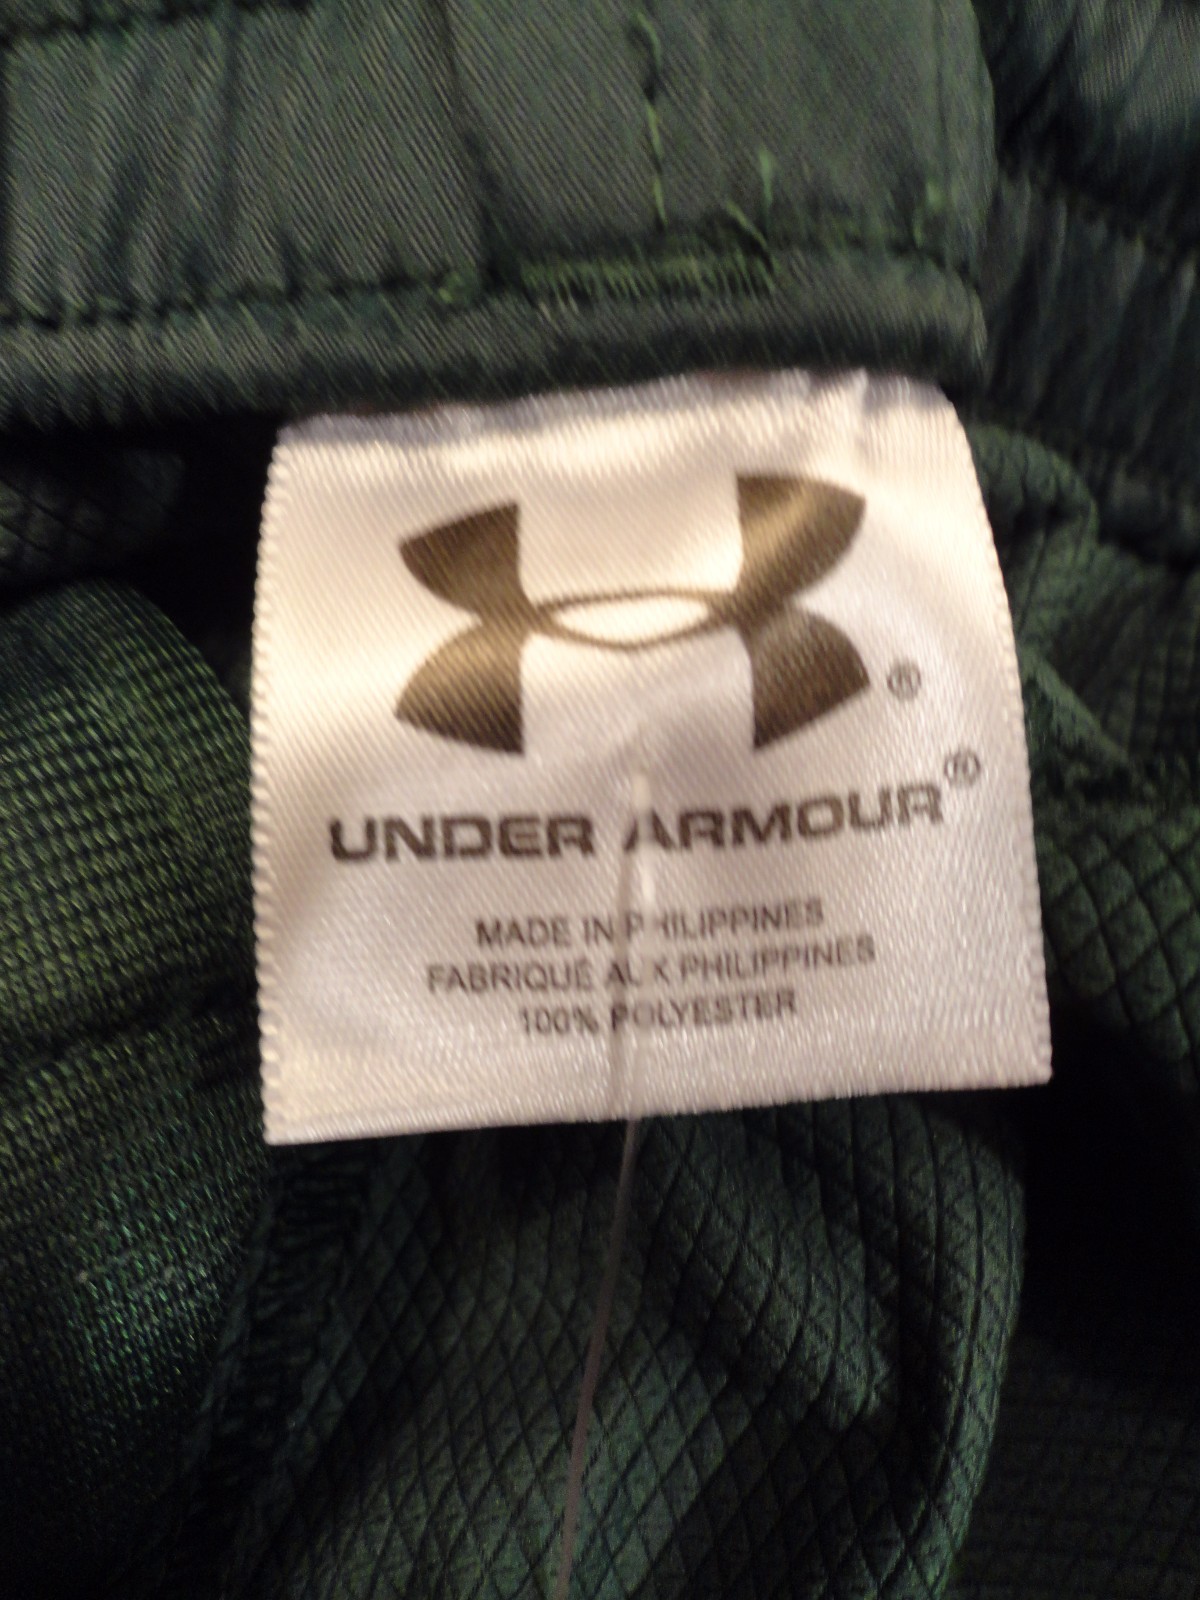 ®
UNDER ARMOUR®
MADE IN PHILIPPINES
FABRIQUÉ AUX PHILIPPINES
100% POLYESTER